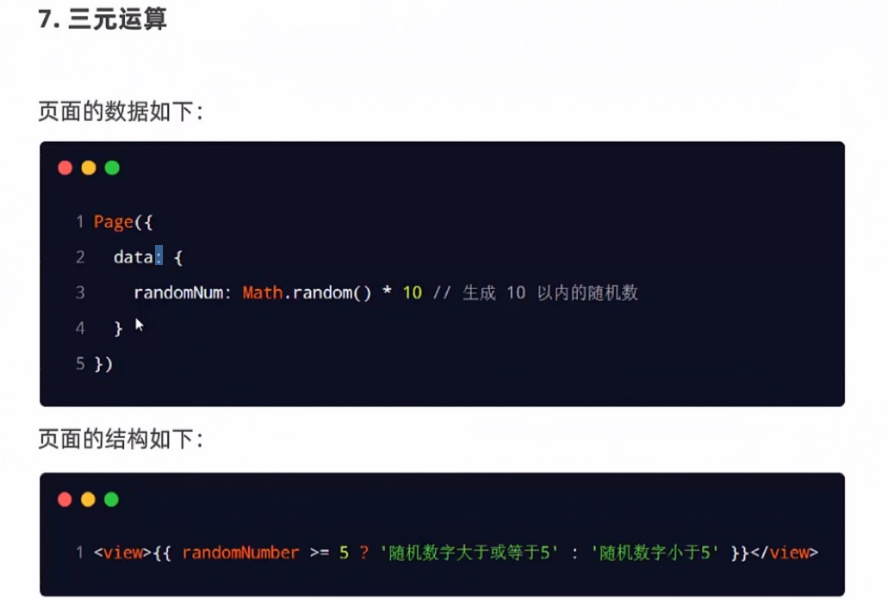 7. 三元运算
页面的数据如下：
1 Page({
2 data: {
3 randomNum: Math.random() * 10 // 生成 10 以内的随机数
4 }
5 })
页面的结构如下：
1 <view>{{ randomNumber >= 5 ? '随机数字大于或等于5' : '随机数字小于5' }}</view>